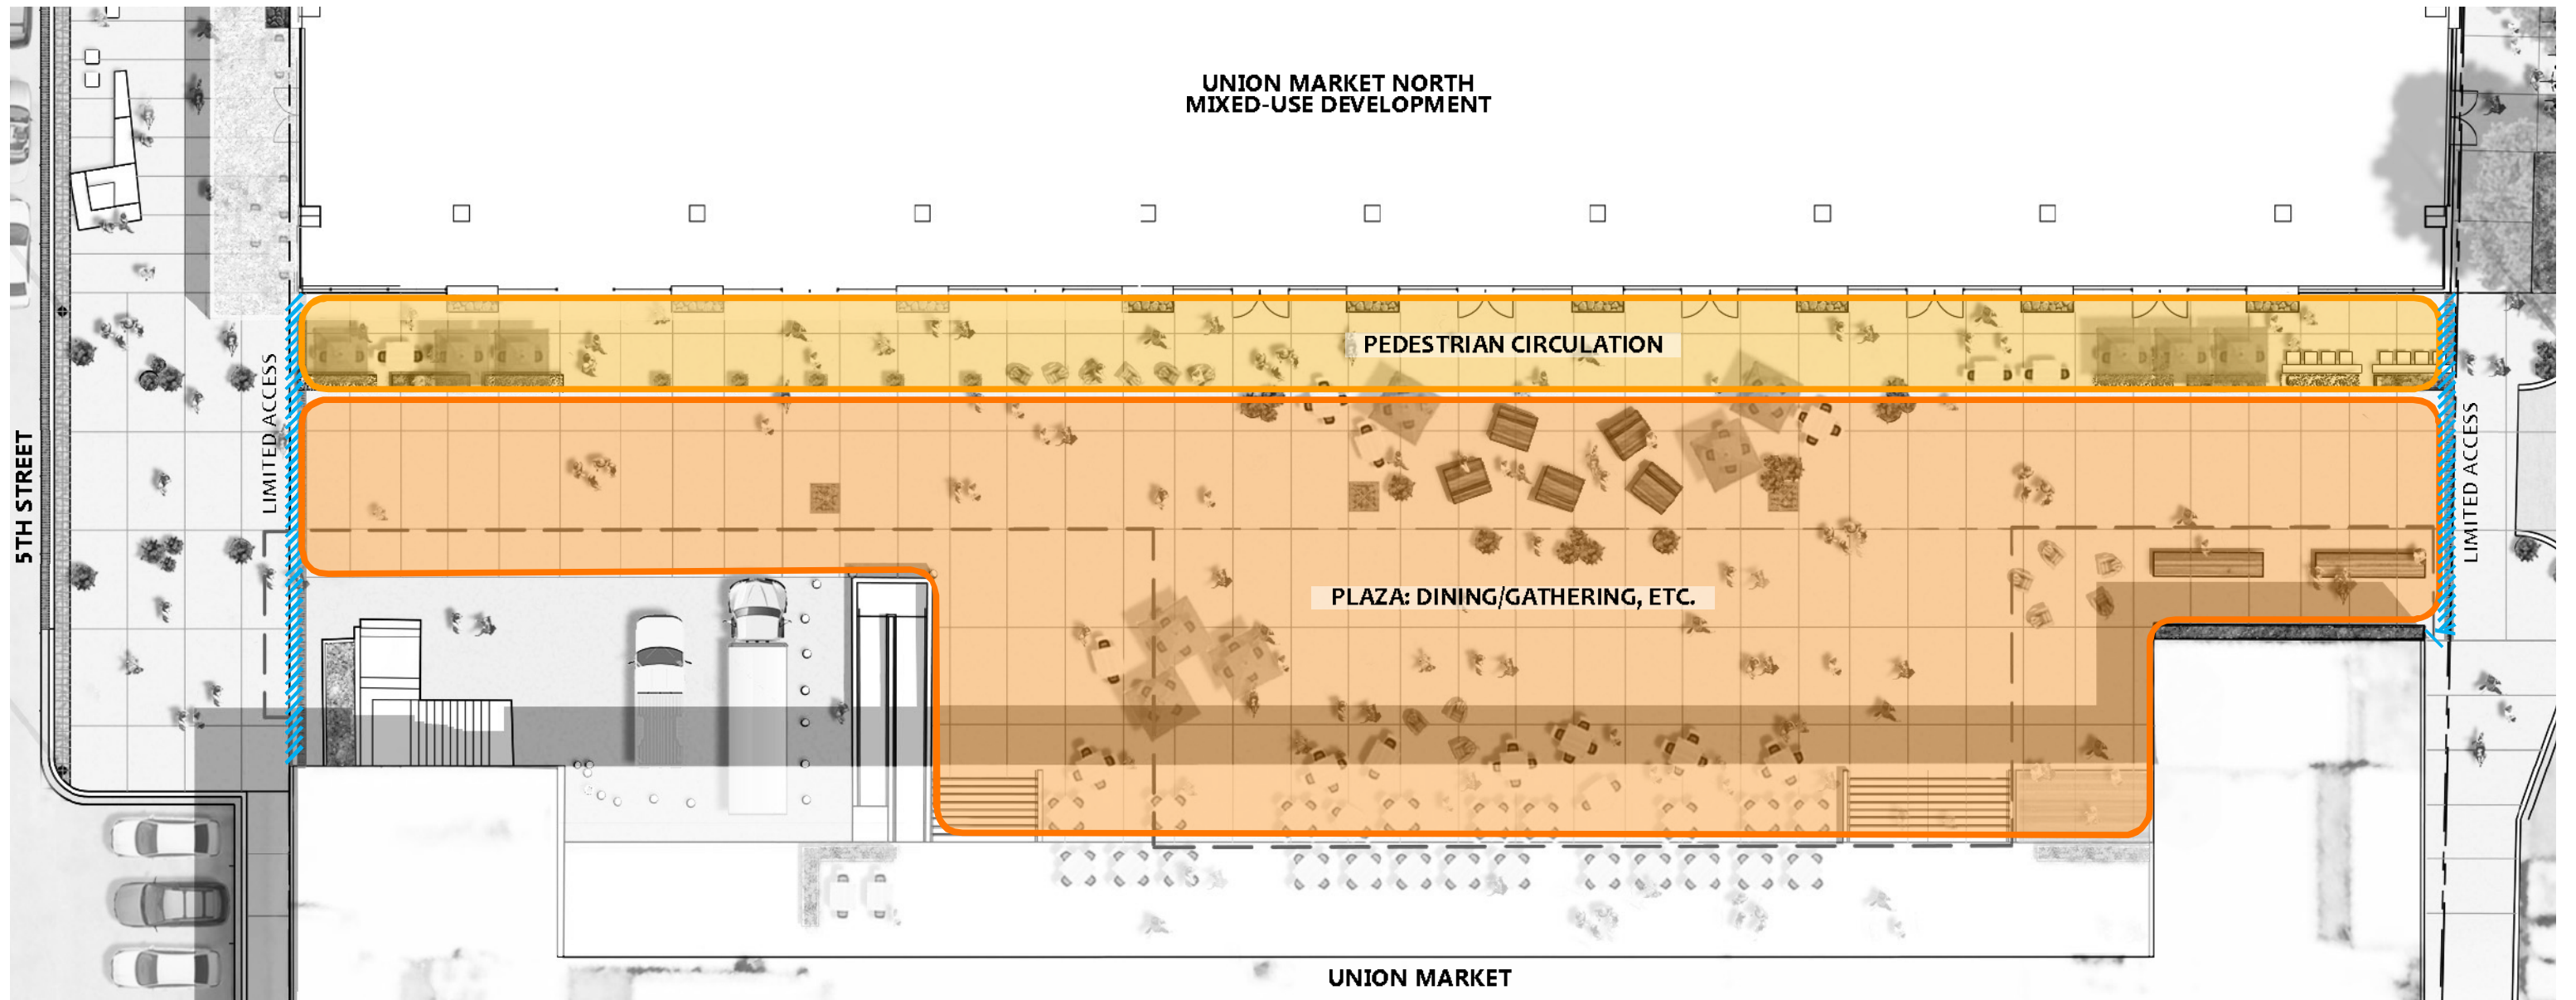 UNION MARKET NORTH
MIXED-USE DEVELOPMENT
PEDESTRIAN CIRCULATION
LIMITED ACCESS
LIMITED ACCESS
5TH STREET
PLAZA: DINING/GATHERING, ETC.
UNION MARKET